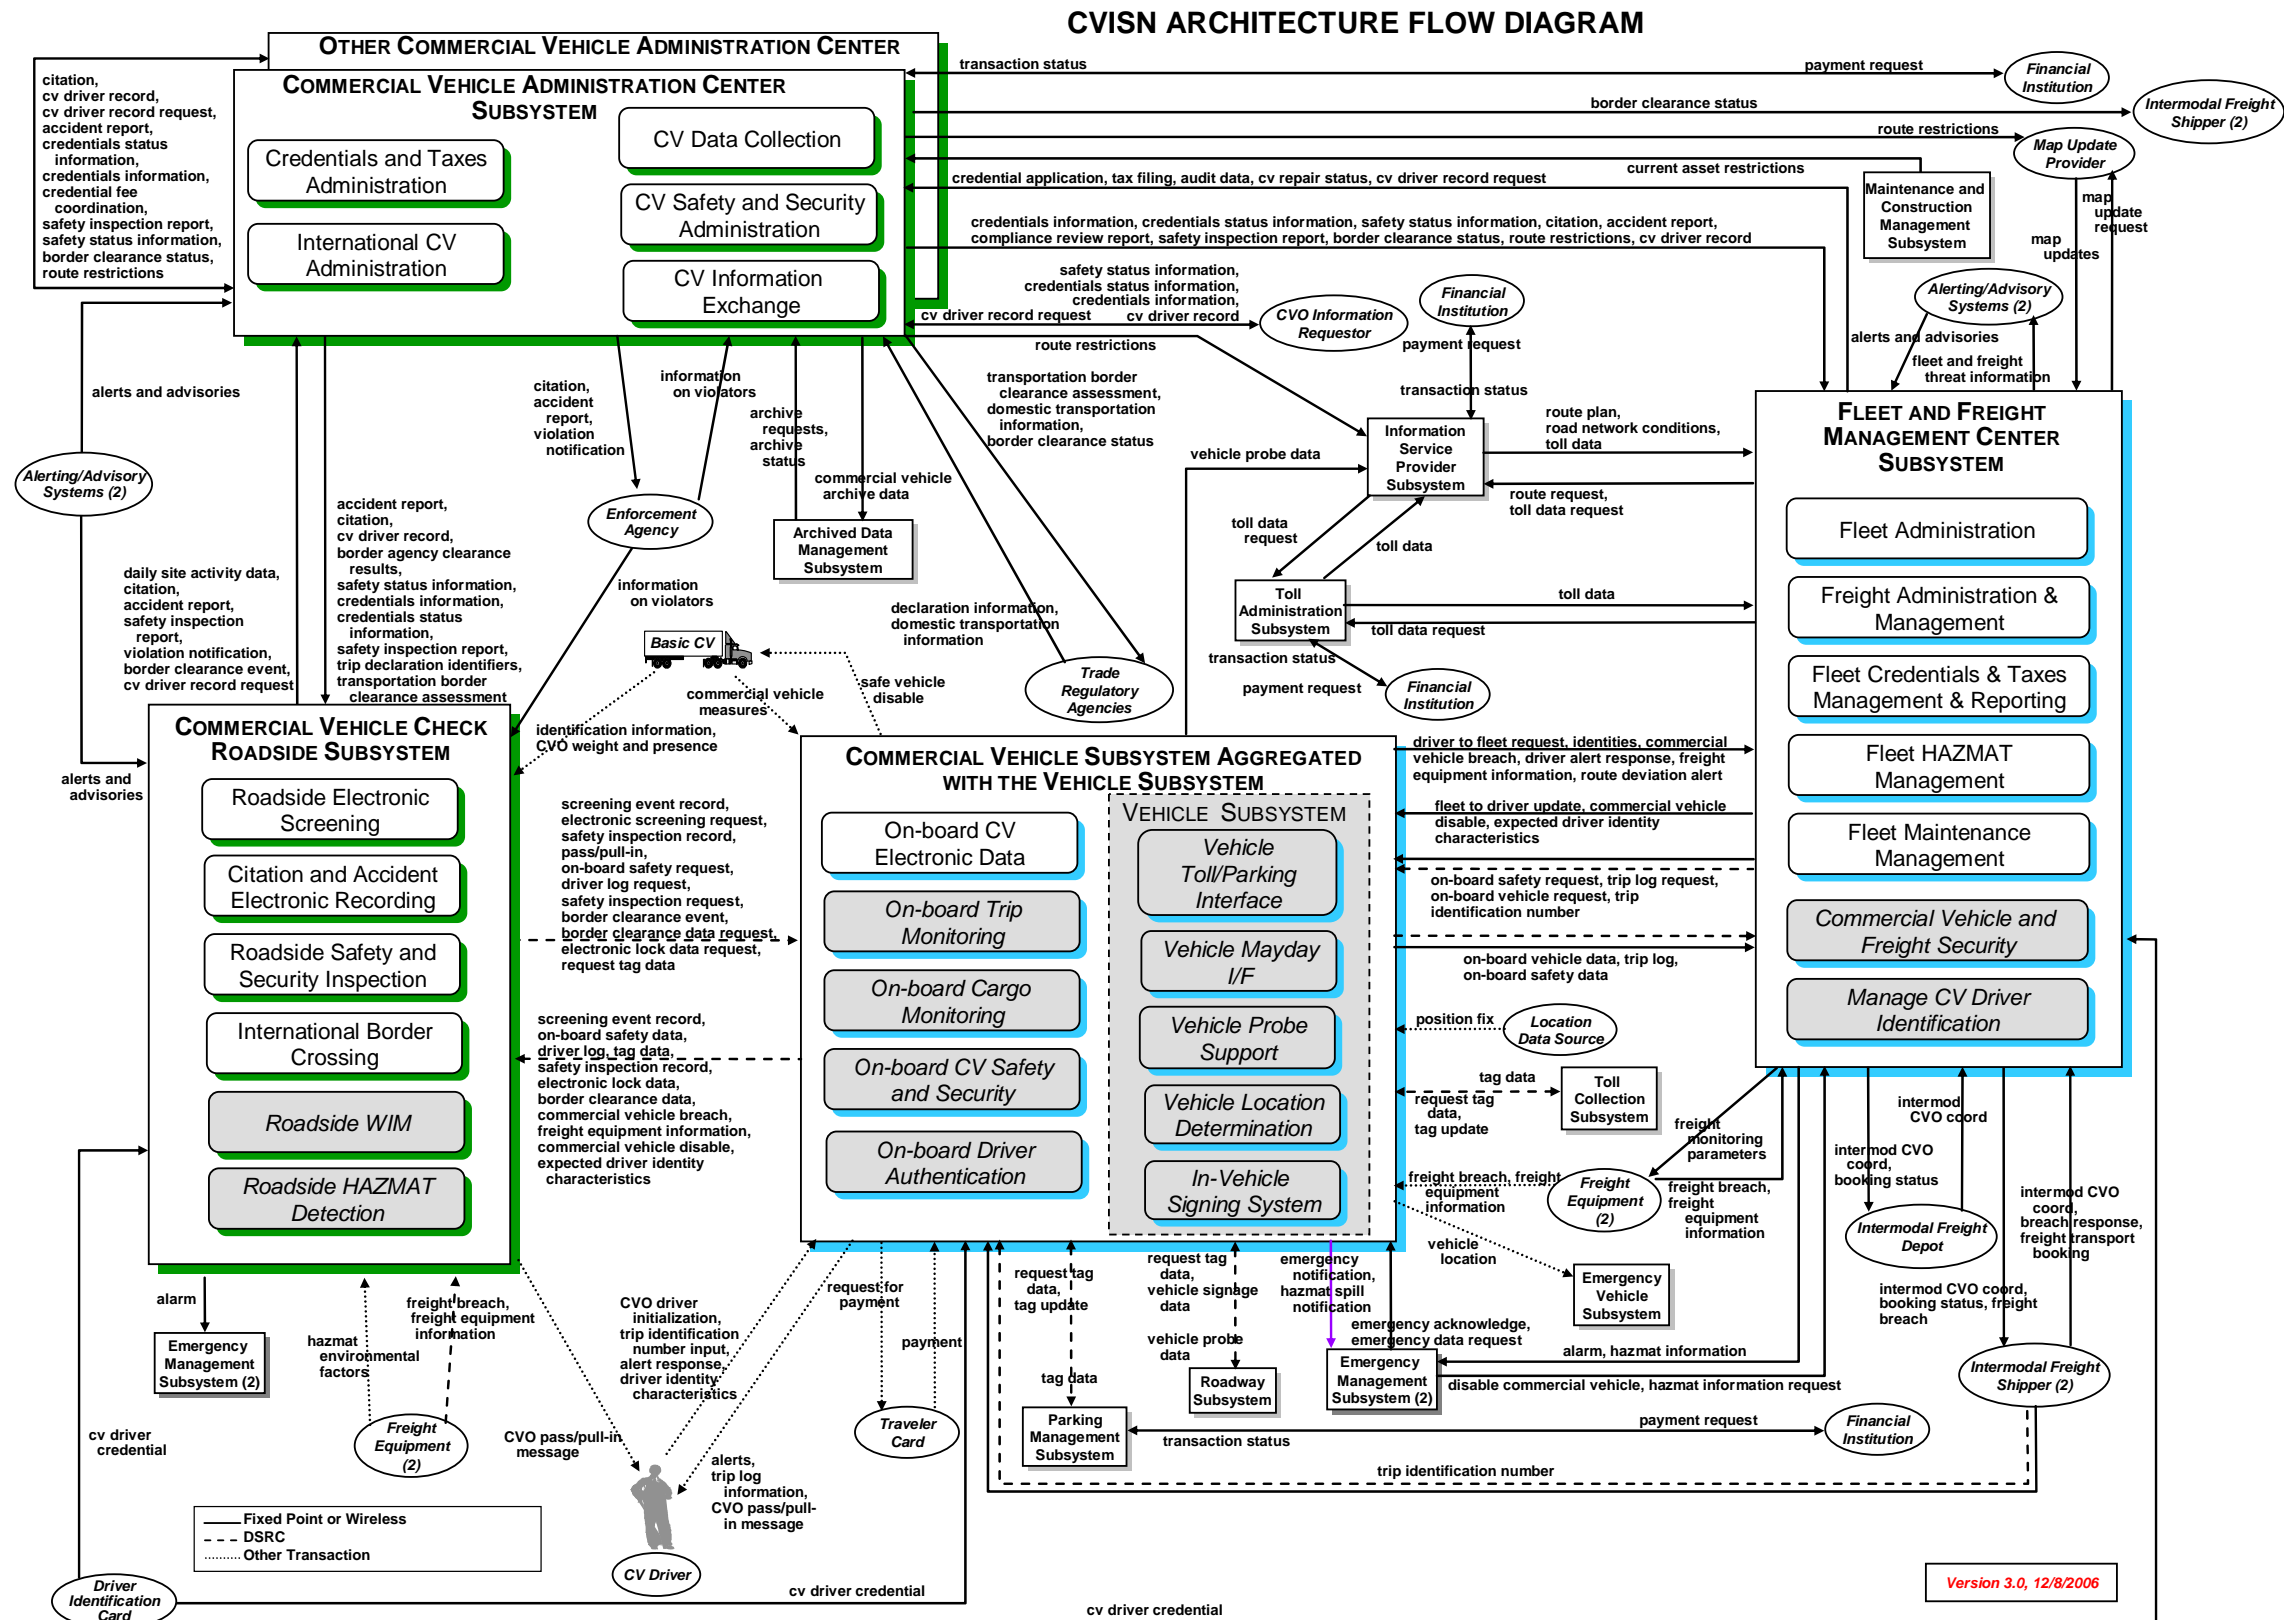 CVISN ARCHITECTURE FLOW DIAGRAM
OTHER COMMERCIAL VEHICLE ADMINISTRATION CENTER
COMMERCIAL VEHICLE ADMINISTRATION CENTER
SUBSYSTEM
Credentials and Taxes
Administration
International CV
Administration
CV Data Collection
CV Safety and Security
Administration
CV Information
Exchange
citation,
cv driver record,
cv driver record request,
accident report,
credentials status
information,
credentials information,
credential fee
coordination,
safety inspection report,
safety status information,
border clearance status,
route restrictions
transaction status
payment request
Financial
Institution
border clearance status
Intermodal Freight
Shipper (2)
route restrictions
Map Update
Provider
current asset restrictions
Maintenance and
Construction
Management
Subsystem
credential application, tax filing, audit data, cv repair status, cv driver record request
map
update
request
map
updates
credentials information, credentials status information, safety status information, citation, accident report,
compliance review report, safety inspection report, border clearance status, route restrictions, cv driver record
safety status information,
credentials status information,
credentials information,
cv driver record
cv driver record request
CVO Information
Requestor
Financial
Institution
payment request
transaction status
Alerting/Advisory
Systems (2)
alerts and advisories
fleet and freight
threat information
route restrictions
alerts and advisories
Alerting/Advisory
Systems (2)
alerts and
advisories
citation,
accident
report,
violation
notification
information
on violators
archive
requests,
archive
status
commercial vehicle
archive data
transportation border
clearance assessment,
domestic transportation
information,
border clearance status
Enforcement
Agency
Archived Data
Management
Subsystem
information
on violators
declaration information,
domestic transportation
information
Trade
Regulatory
Agencies
vehicle probe data
Information
Service
Provider
Subsystem
route plan,
road network conditions,
toll data
route request,
toll data request
toll data
request
toll data
Toll
Administration
Subsystem
toll data
toll data request
transaction status
payment request
Financial
Institution
daily site activity data,
citation,
accident report,
safety inspection
report,
violation notification,
border clearance event,
cv driver record request
accident report,
citation,
cv driver record,
border agency clearance
results,
safety status information,
credentials information,
credentials status
information,
safety inspection report,
trip declaration identifiers,
transportation border
clearance assessment
Basic CV
safe vehicle
disable
commercial vehicle
measures
identification information,
CVO weight and presence
COMMERCIAL VEHICLE CHECK
ROADSIDE SUBSYSTEM
Roadside Electronic
Screening
Citation and Accident
Electronic Recording
Roadside Safety and
Security Inspection
International Border
Crossing
Roadside WIM
Roadside HAZMAT
Detection
screening event record,
electronic screening request,
safety inspection record,
pass/pull-in,
on-board safety request,
driver log request,
safety inspection request,
border clearance event,
border clearance data request,
electronic lock data request,
request tag data
screening event record,
on-board safety data,
driver log, tag data,
safety inspection record,
electronic lock data,
border clearance data,
commercial vehicle breach,
freight equipment information,
commercial vehicle disable,
expected driver identity
characteristics
COMMERCIAL VEHICLE SUBSYSTEM AGGREGATED
WITH THE VEHICLE SUBSYSTEM
On-board CV
Electronic Data
On-board Trip
Monitoring
On-board Cargo
Monitoring
On-board CV Safety
and Security
On-board Driver
Authentication
VEHICLE SUBSYSTEM
Vehicle
Toll/Parking
Interface
Vehicle Mayday
I/F
Vehicle Probe
Support
Vehicle Location
Determination
In-Vehicle
Signing System
driver to fleet request, identities, commercial
vehicle breach, driver alert response, freight
equipment information, route deviation alert
fleet to driver update, commercial vehicle
disable, expected driver identity
characteristics
on-board safety request, trip log request,
on-board vehicle request, trip
identification number
on-board vehicle data, trip log,
on-board safety data
position fix
Location
Data Source
tag data
request tag
data,
tag update
Toll
Collection
Subsystem
freight breach, freight
equipment
information
Freight
Equipment
(2)
freight
monitoring
parameters
freight breach,
freight
equipment
information
vehicle
location
Emergency
Vehicle
Subsystem
FLEET AND FREIGHT
MANAGEMENT CENTER
SUBSYSTEM
Fleet Administration
Freight Administration &
Management
Fleet Credentials & Taxes
Management & Reporting
Fleet HAZMAT
Management
Fleet Maintenance
Management
Commercial Vehicle and
Freight Security
Manage CV Driver
Identification
intermod
CVO coord
intermod CVO
coord,
booking status
Intermodal Freight
Depot
intermod CVO
coord,
breach response,
freight transport
booking
intermod CVO coord,
booking status, freight
breach
Intermodal Freight
Shipper (2)
alarm
Emergency
Management
Subsystem (2)
hazmat
environmental
factors
freight breach,
freight equipment
information
Freight
Equipment
(2)
cv driver
credential
CVO pass/pull-in
message
CVO driver
initialization,
trip identification
number input,
alert response,
driver identity
characteristics
alerts,
trip log
information,
CVO pass/pull-
in message
CV Driver
request for
payment
payment
Traveler
Card
request tag
data,
tag update
tag data
Parking
Management
Subsystem
request tag
data,
vehicle signage
data
vehicle probe
data
Roadway
Subsystem
emergency
notification,
hazmat spill
notification
emergency acknowledge,
emergency data request
Emergency
Management
Subsystem (2)
alarm, hazmat information
disable commercial vehicle, hazmat information request
transaction status
payment request
Financial
Institution
trip identification number
Fixed Point or Wireless
DSRC
Other Transaction
Driver
Identification
Card
cv driver credential
cv driver credential
Version 3.0, 12/8/2006